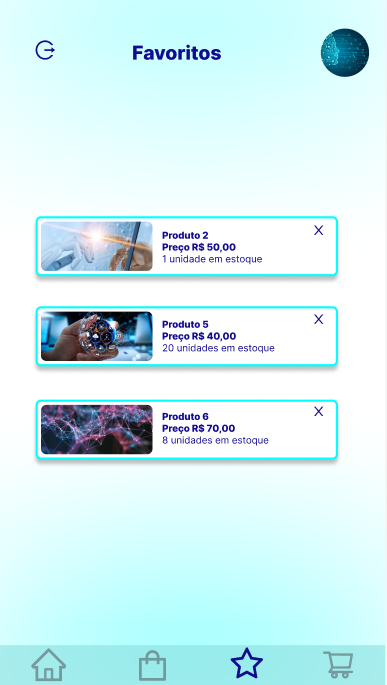 Favoritos
Produto 2
Preço R$ 50,00
1 unidade em estoque
X
Produto 5
Preço R$ 40,00
20 unidades em estoque
X
Produto 6
Preço R$ 70,00
8 unidades em estoque
X